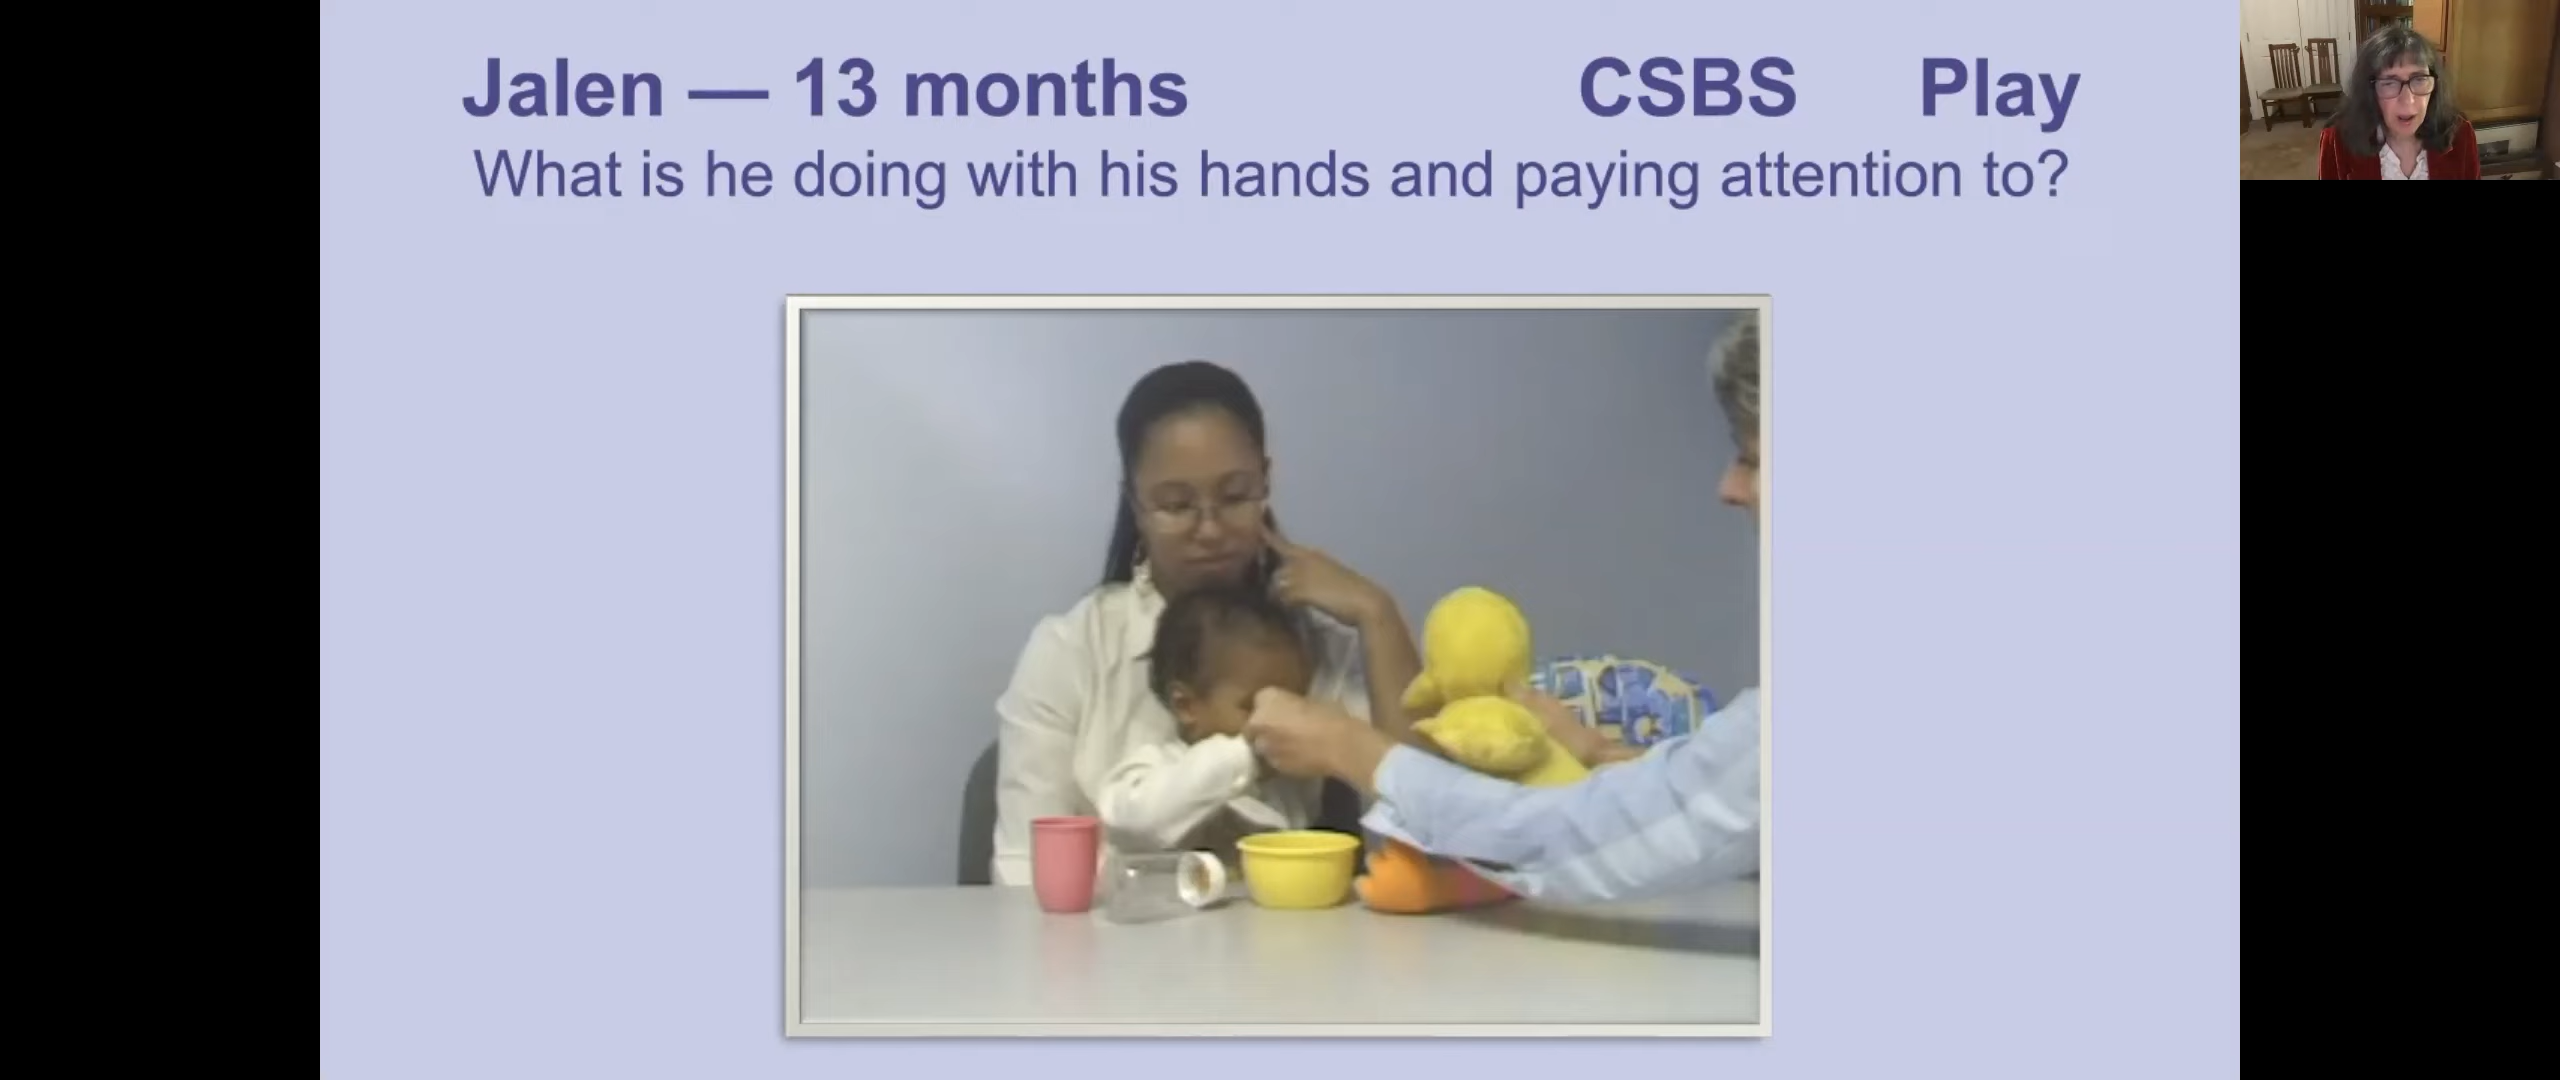 Jalen — 13 months CSBS Play
What is he doing with his hands and paying attention to?